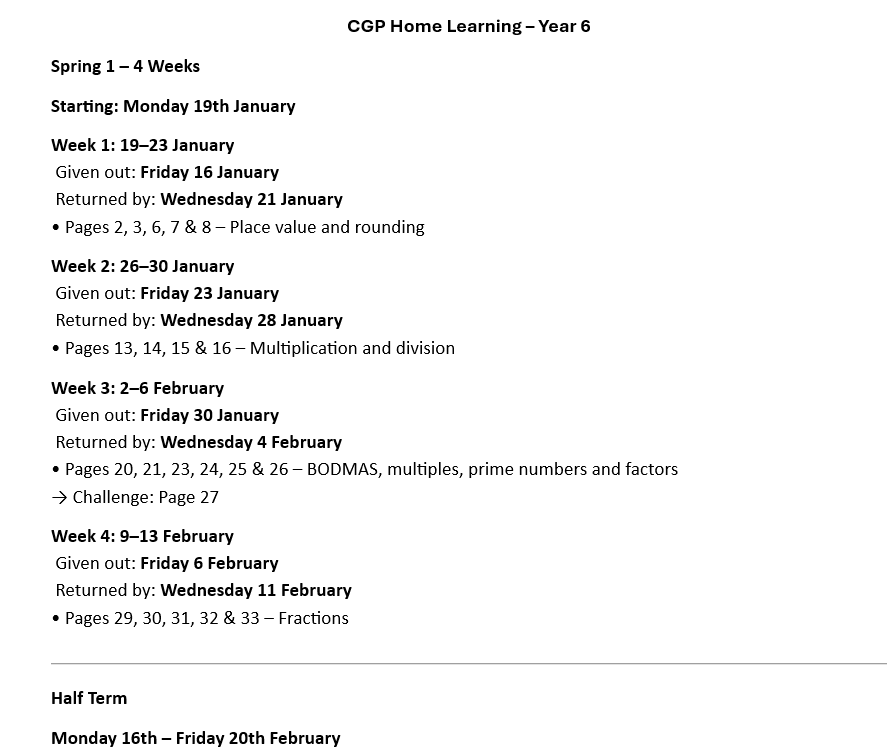 CGP Home Learning – Year 6
Spring 1 – 4 Weeks
Starting: Monday 19th January
Week 1: 19–23 January
Given out: Friday 16 January
Returned by: Wednesday 21 January
• Pages 2, 3, 6, 7 & 8 – Place value and rounding
Week 2: 26–30 January
Given out: Friday 23 January
Returned by: Wednesday 28 January
• Pages 13, 14, 15 & 16 – Multiplication and division
Week 3: 2–6 February
Given out: Friday 30 January
Returned by: Wednesday 4 February
• Pages 20, 21, 23, 24, 25 & 26 – BODMAS, multiples, prime numbers and factors
→ Challenge: Page 27
Week 4: 9–13 February
Given out: Friday 6 February
Returned by: Wednesday 11 February
• Pages 29, 30, 31, 32 & 33 – Fractions
Half Term
Monday 16th – Friday 20th February